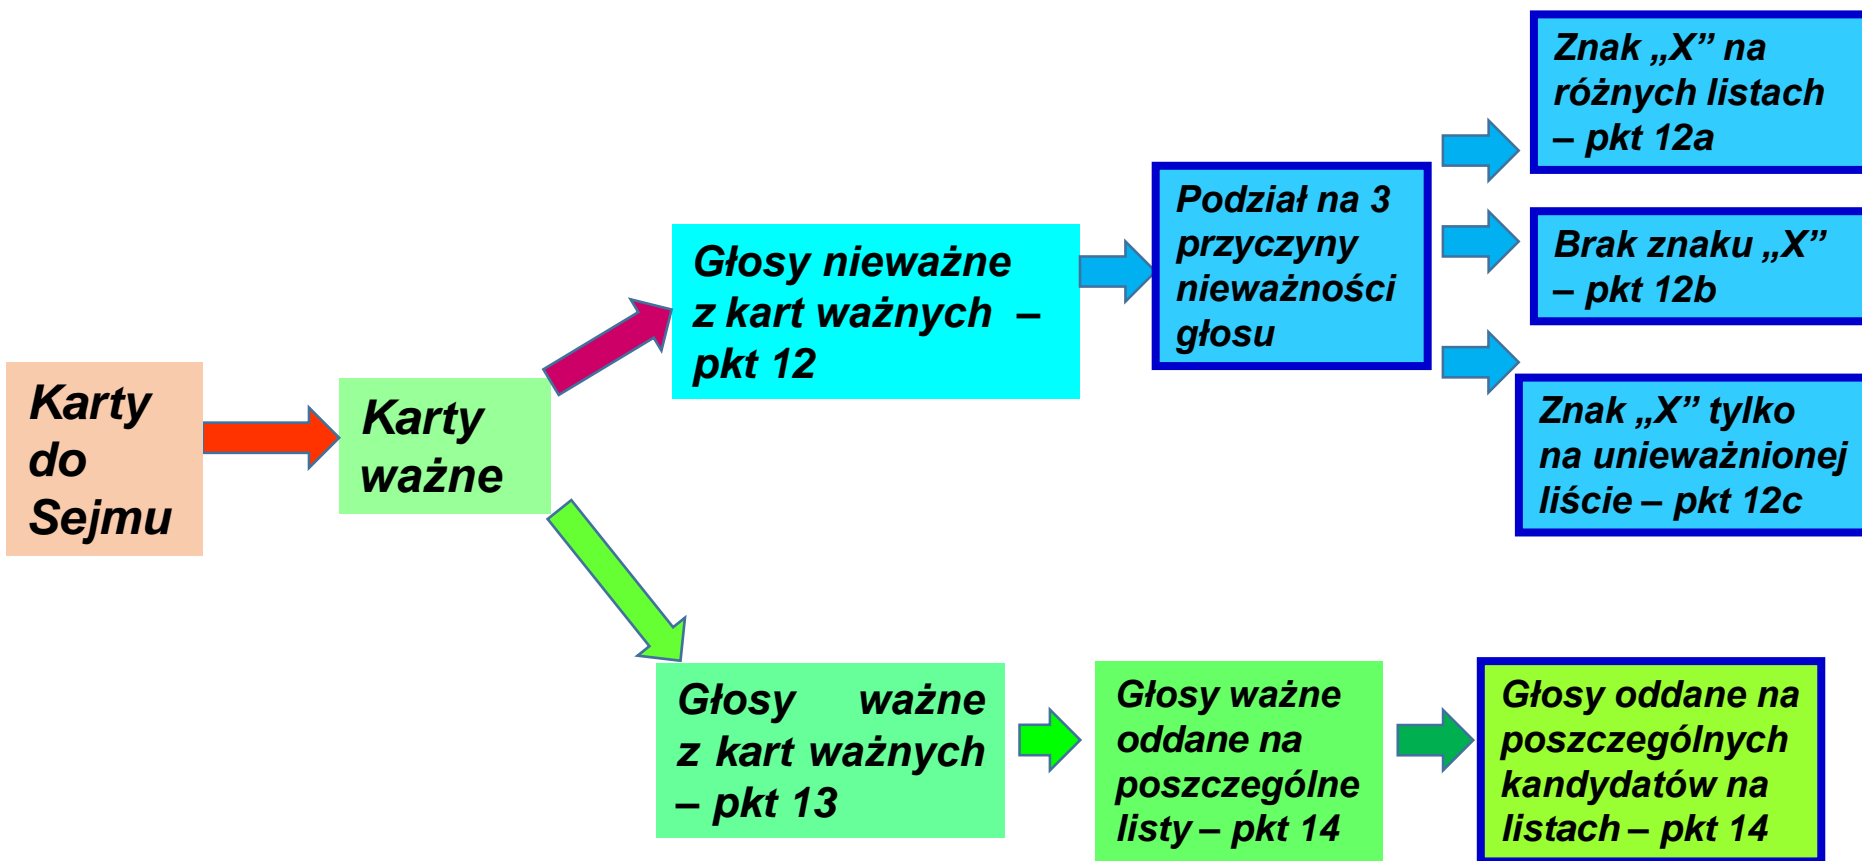 Karty
do
Sejmu
Karty
ważne
Głosy nieważne
z kart ważnych –
pkt 12
Podział na 3
przyczyny
nieważności
głosu
Znak „X” na
różnych listach
– pkt 12a
Brak znaku „X”
– pkt 12b
Znak „X” tylko
na unieważnionej
liście – pkt 12c
Głosy ważne
z kart ważnych
– pkt 13
Głosy ważne
oddane na
poszczególne
listy – pkt 14
Głosy oddane na
poszczególnych
kandydatów na
listach – pkt 14